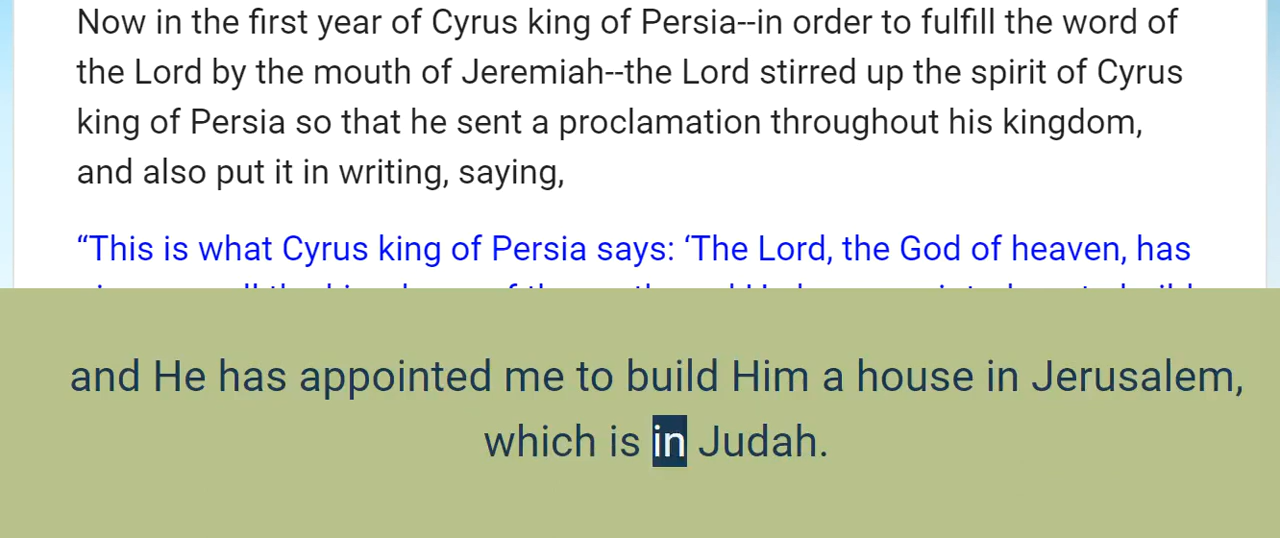 Now in the first year of Cyrus king of Persia--in order to fulfill the word of
the Lord by the mouth of Jeremiah--the Lord stirred up the spirit of Cyrus
king of Persia so that he sent a proclamation throughout his kingdom,
and also put it in writing, saying,
“This is what Cyrus king of Persia says: ‘The Lord, the God of heaven, has
and He has appointed me to build Him a house in Jerusalem,
which is in Judah.